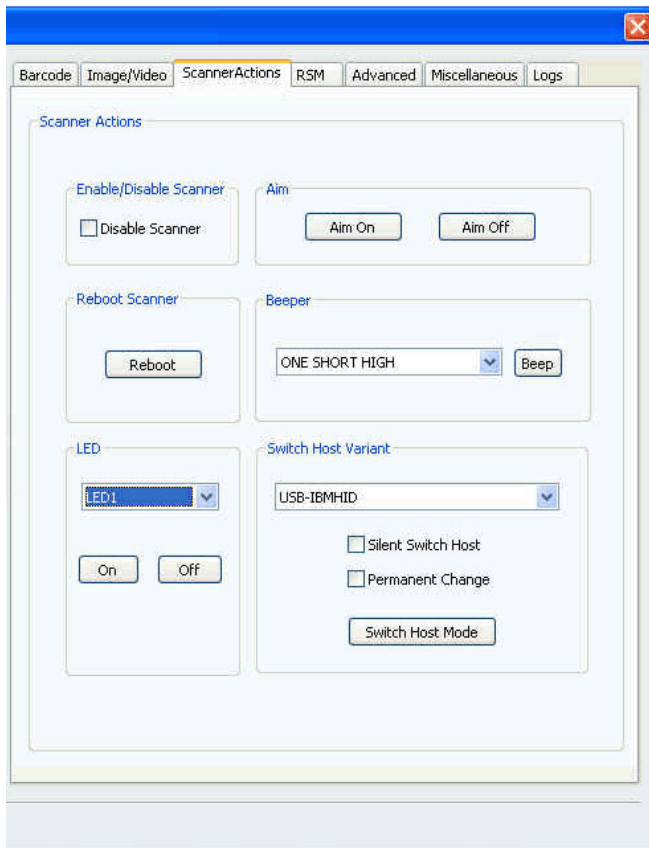 Barcode Image/Video ScannerActions RSM Advanced Miscellaneous Logs
Scanner Actions
Enable/Disable Scanner
Disable Scanner
Aim
Aim On Aim Off
Reboot Scanner
Reboot
Beeper
ONE SHORT HIGH Beep
LED
LED1
On Off
Switch Host Variant
USB-IBMHID
Silent Switch Host
Permanent Change
Switch Host Mode